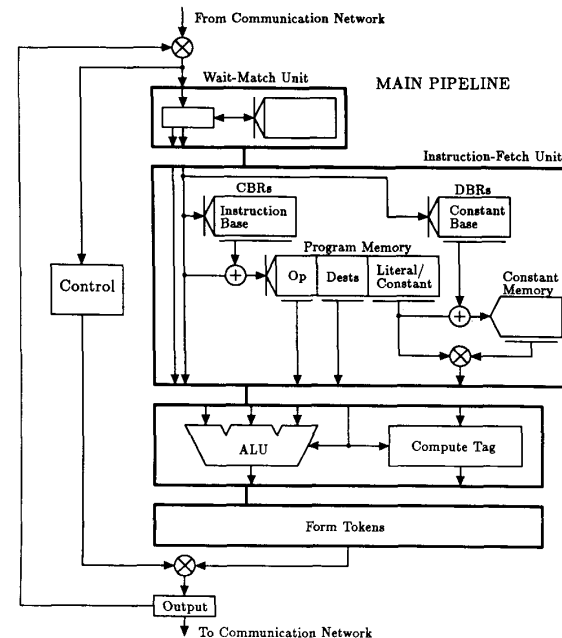 From Communication Network
Wait-Match Unit
MAIN PIPELINE
Instruction-Fetch Unit
CBRs
DBRs
Instruction
Base
Constant
Base
Program Memory
Op
Dests
Literal/
Constant
Constant
Memory
Control
ALU
Compute Tag
Form Tokens
Output
To Communication Network